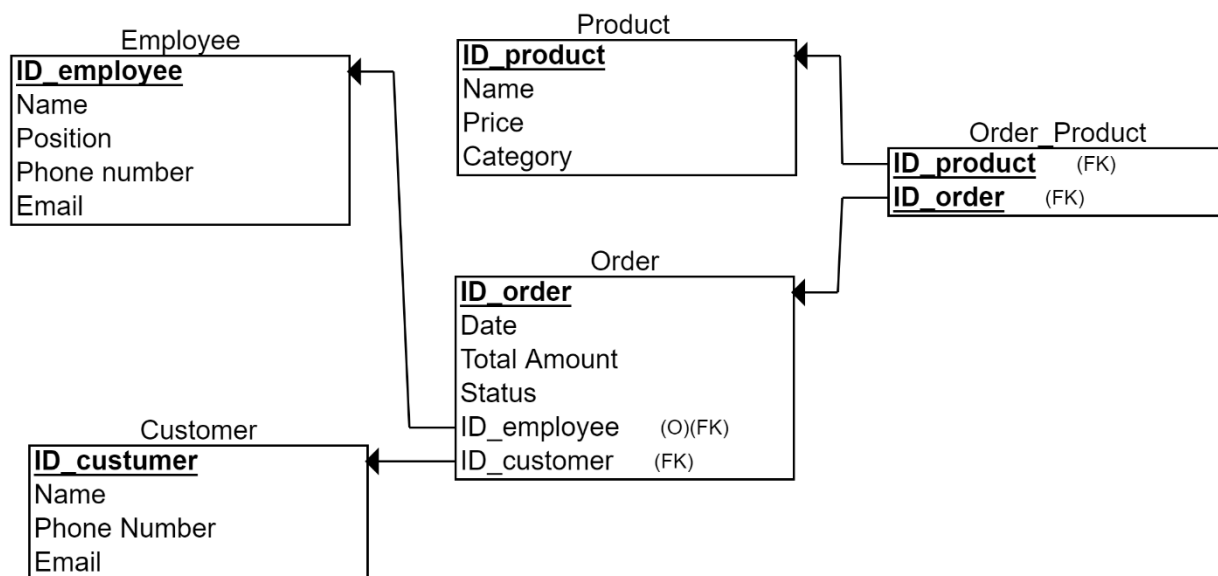 Employee
ID_employee
Name
Position
Phone number
Email
Product
ID_product
Name
Price
Category
Order_Product
ID_product (FK)
ID_order (FK)
Order
ID_order
Date
Total Amount
Status
ID_employee (O)(FK)
ID_customer (FK)
Customer
ID_custumer
Name
Phone Number
Email